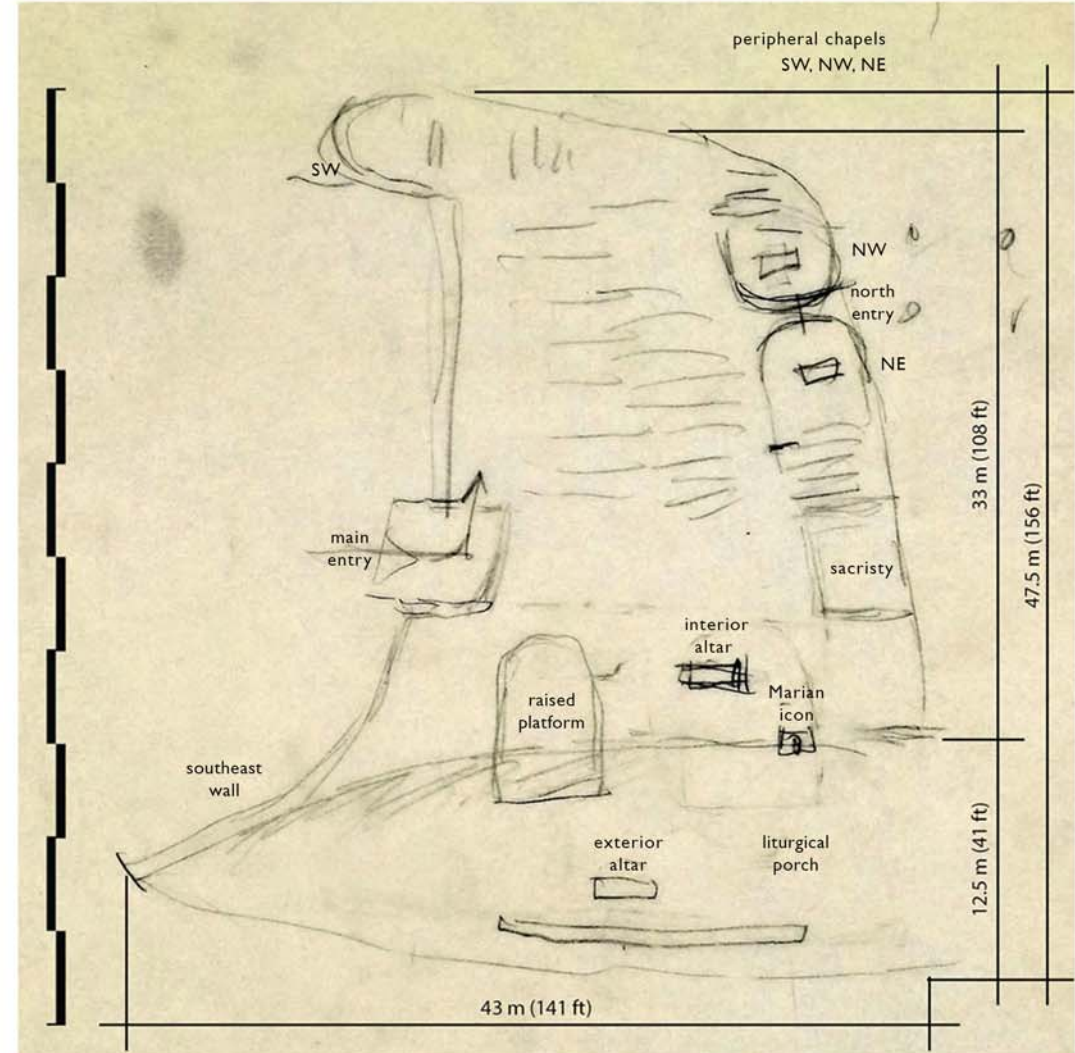 peripheral chapels
SW, NW, NE
SW
NW
north
entry
NE
33 m (108 ft)
47.5 m (156 ft)
main
entry
sacristy
interior
altar
Marian
icon
raised
platform
southeast
wall
exterior
altar
liturgical
porch
12.5 m (41 ft)
43 m (141 ft)